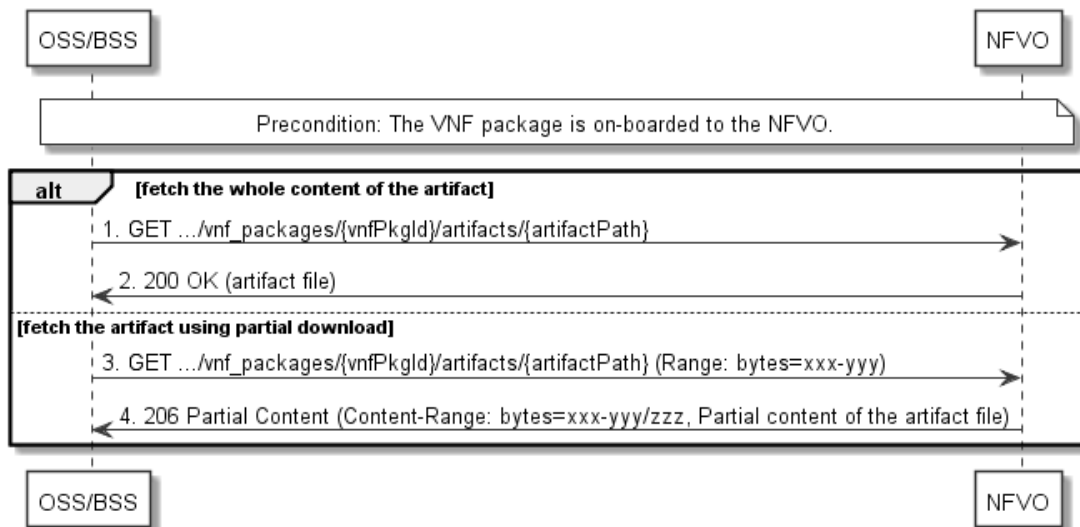 OSS/BSS
NFVO
Precondition: The VNF package is on-boarded to the NFVO.
alt
[fetch the whole content of the artifact]
1. GET .../vnf_packages/{vnfPkgId}/artifacts/{artifactPath}
2. 200 OK (artifact file)
[fetch the artifact using partial download]
3. GET .../vnf_packages/{vnfPkgId}/artifacts/{artifactPath} (Range: bytes=xxx-yyy)
4. 206 Partial Content (Content-Range: bytes=xxx-yyy/zzz, Partial content of the artifact file)
OSS/BSS
NFVO